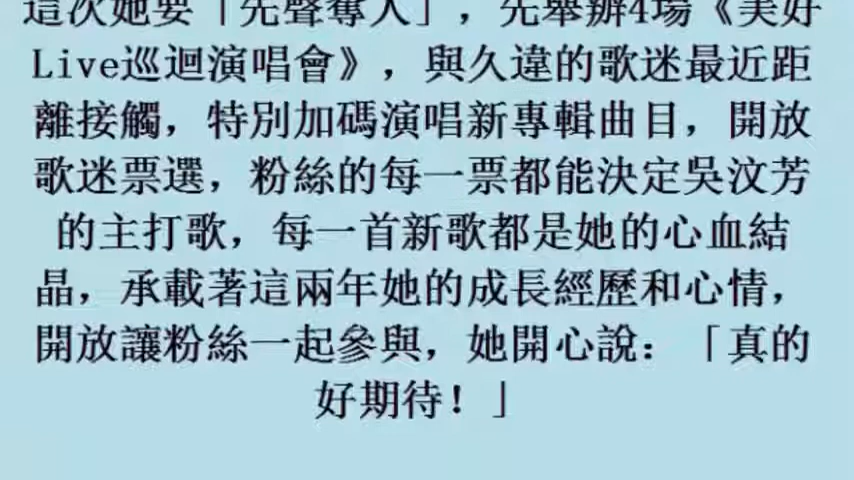 這次她要「先聲奪人」，先舉辦4場《美好
Live巡迴演唱會》，與久違的歌迷最近距
離接觸，特別加碼演唱新專輯曲目，開放
歌迷票選，粉絲的每一票都能決定吳汶芳
的主打歌，每一首新歌都是她的心血結
晶，承載著這兩年她的成長經歷和心情，
開放讓粉絲一起參與，她開心說：「真的
好期待！」